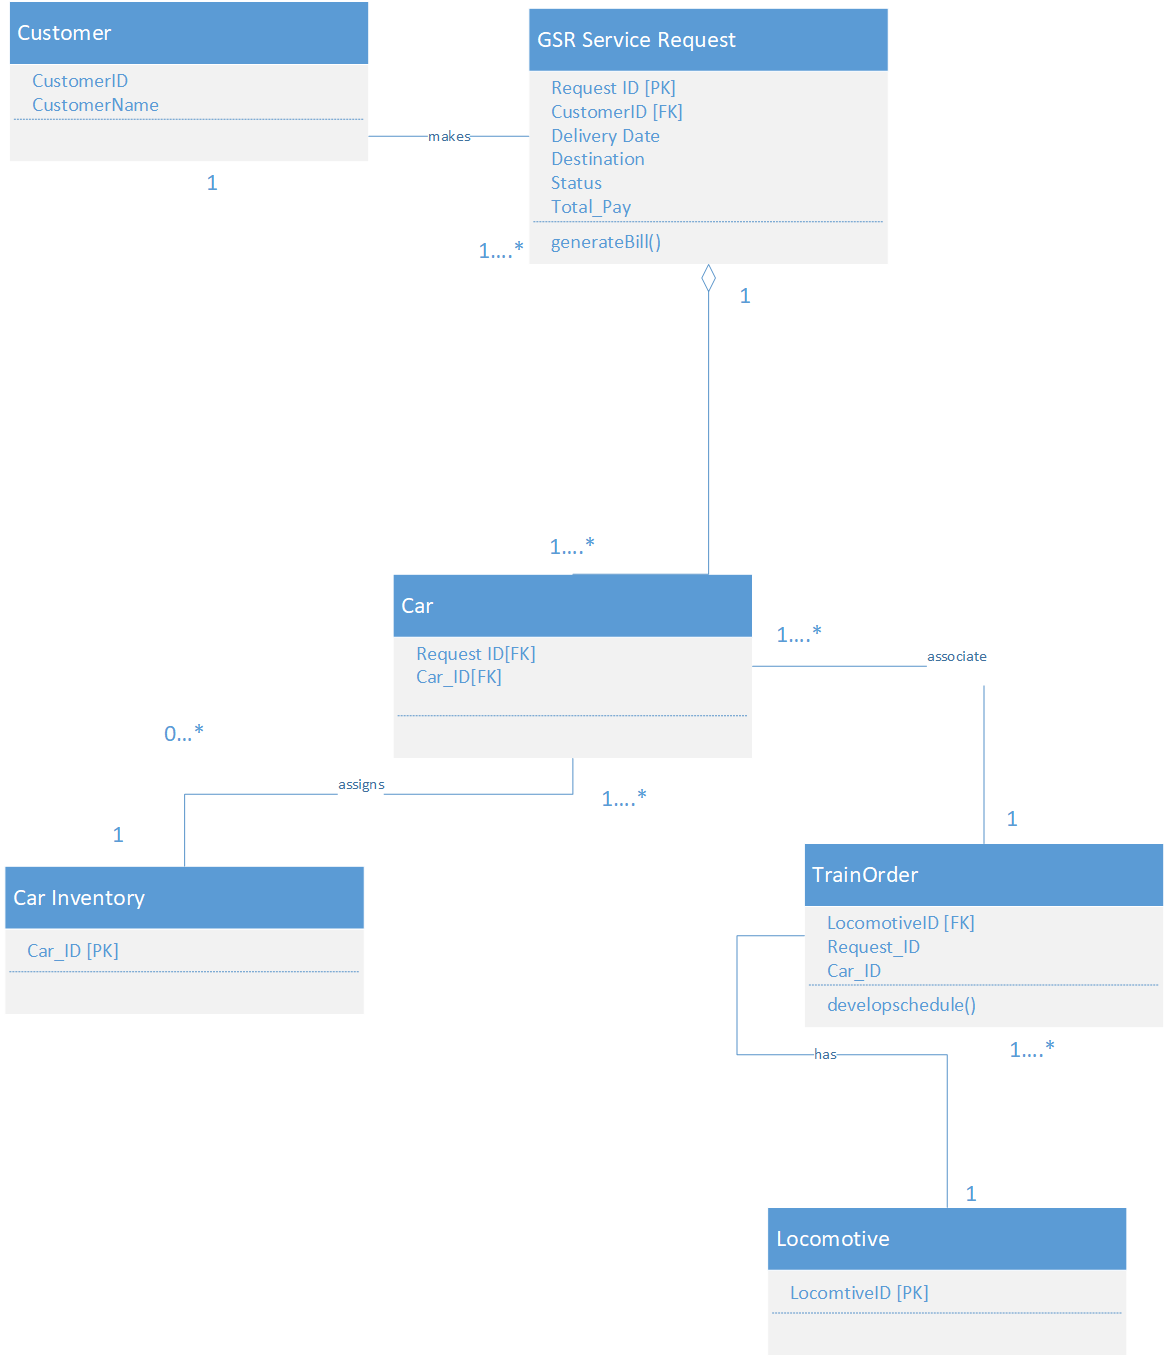 Customer
CustomerID
CustomerName
1
makes
GSR Service Request
Request ID [PK]
CustomerID [FK]
Delivery Date
Destination
Status
Total_Pay
generateBill()
1....*
1
1....*
Car
Request ID[FK]
Car_ID[FK]
1....*
associate
0...*
assigns
1....*
1
1
Car Inventory
Car_ID [PK]
TrainOrder
LocomotiveID [FK]
Request_ID
Car_ID
developschedule()
1....*
has
1
Locomotive
LocomtiveID [PK]